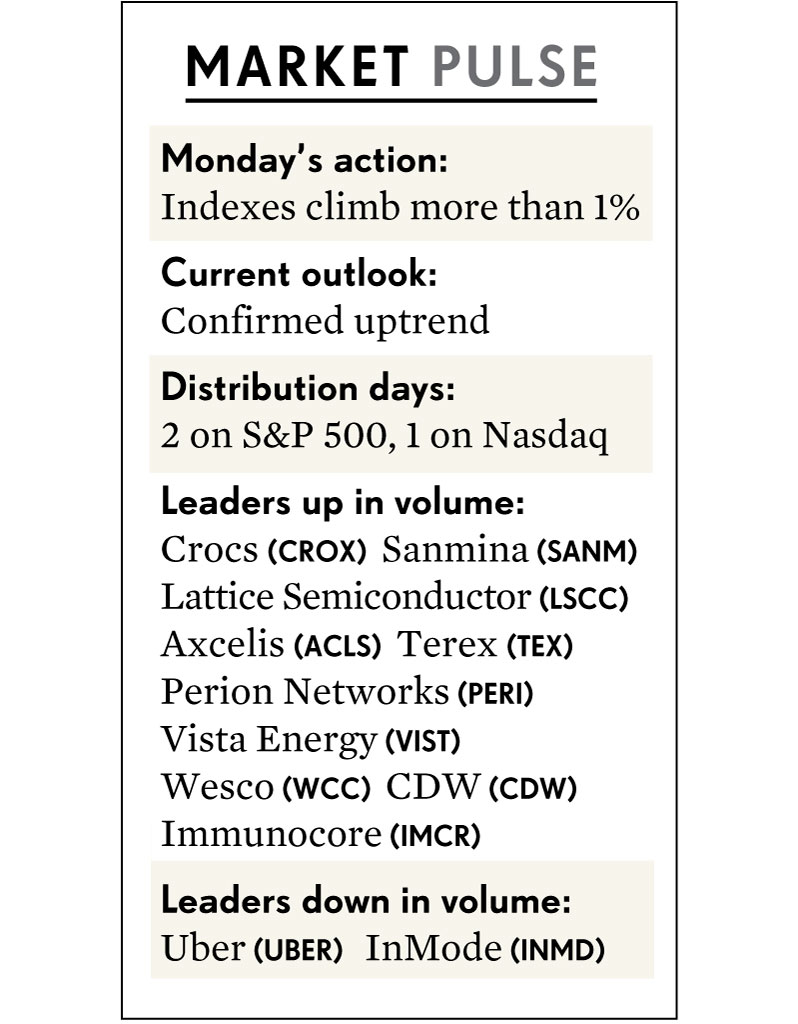 MARKET PULSE
Monday's action:
Indexes climb more than 1%
Current outlook:
Confirmed uptrend
Distribution days:
2 on S&P 500, 1 on Nasdaq
Leaders up in volume:
Crocs (CROX) Sanmina (SANM)
Lattice Semiconductor (LSCC)
Axcelis (ACLS) Terex (TEX)
Perion Networks (PERI)
Vista Energy (VIST)
Wesco (WCC) CDW (CDW)
Immunocore (IMCR)
Leaders down in volume:
Uber (UBER) InMode (INMD)